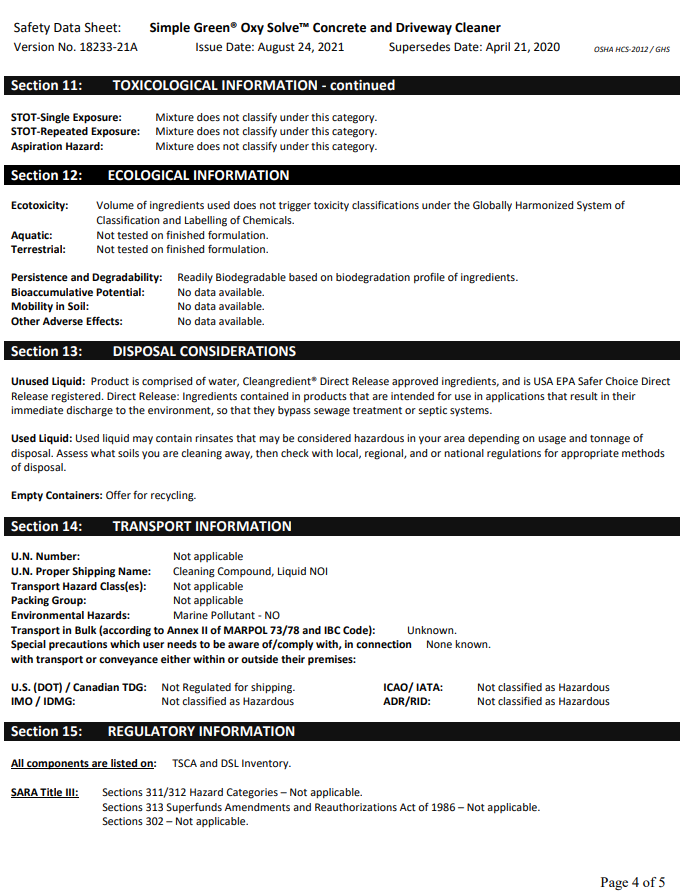 Safety Data Sheet: Simple Green® Oxy Solve™ Concrete and Driveway Cleaner
Version No. 18233-21A Issue Date: August 24, 2021 Supersedes Date: April 21, 2020 OSHA HCS-2012 / GHS
Section 11: TOXICOLOGICAL INFORMATION - continued
STOT-Single Exposure: Mixture does not classify under this category.
STOT-Repeated Exposure: Mixture does not classify under this category.
Aspiration Hazard: Mixture does not classify under this category.
Section 12: ECOLOGICAL INFORMATION
Ecotoxicity: Volume of ingredients used does not trigger toxicity classifications under the Globally Harmonized System of
Classification and Labelling of Chemicals.
Aquatic: Not tested on finished formulation.
Terrestrial: Not tested on finished formulation.
Persistence and Degradability: Readily Biodegradable based on biodegradation profile of ingredients.
Bioaccumulative Potential: No data available.
Mobility in Soil: No data available.
Other Adverse Effects: No data available.
Section 13: DISPOSAL CONSIDERATIONS
Unused Liquid: Product is comprised of water, Cleangredient® Direct Release approved ingredients, and is USA EPA Safer Choice Direct
Release registered. Direct Release: Ingredients contained in products that are intended for use in applications that result in their
immediate discharge to the environment, so that they bypass sewage treatment or septic systems.
Used Liquid: Used liquid may contain rinsates that may be considered hazardous in your area depending on usage and tonnage of
disposal. Assess what soils you are cleaning away, then check with local, regional, and or national regulations for appropriate methods
of disposal.
Empty Containers: Offer for recycling.
Section 14: TRANSPORT INFORMATION
U.N. Number: Not applicable
U.N. Proper Shipping Name: Cleaning Compound, Liquid NOI
Transport Hazard Class(es): Not applicable
Packing Group: Not applicable
Environmental Hazards: Marine Pollutant - NO
Transport in Bulk (according to Annex II of MARPOL 73/78 and IBC Code): Unknown.
Special precautions which user needs to be aware of/comply with, in connection None known.
with transport or conveyance either within or outside their premises:
U.S. (DOT) / Canadian TDG: Not Regulated for shipping. ICAO/ IATA: Not classified as Hazardous
IMO / IDMG: Not classified as Hazardous ADR/RID: Not classified as Hazardous
Section 15: REGULATORY INFORMATION
All components are listed on: TSCA and DSL Inventory.
SARA Title III: Sections 311/312 Hazard Categories – Not applicable.
Sections 313 Superfunds Amendments and Reauthorizations Act of 1986 – Not applicable.
Sections 302 – Not applicable.
Page 4 of 5